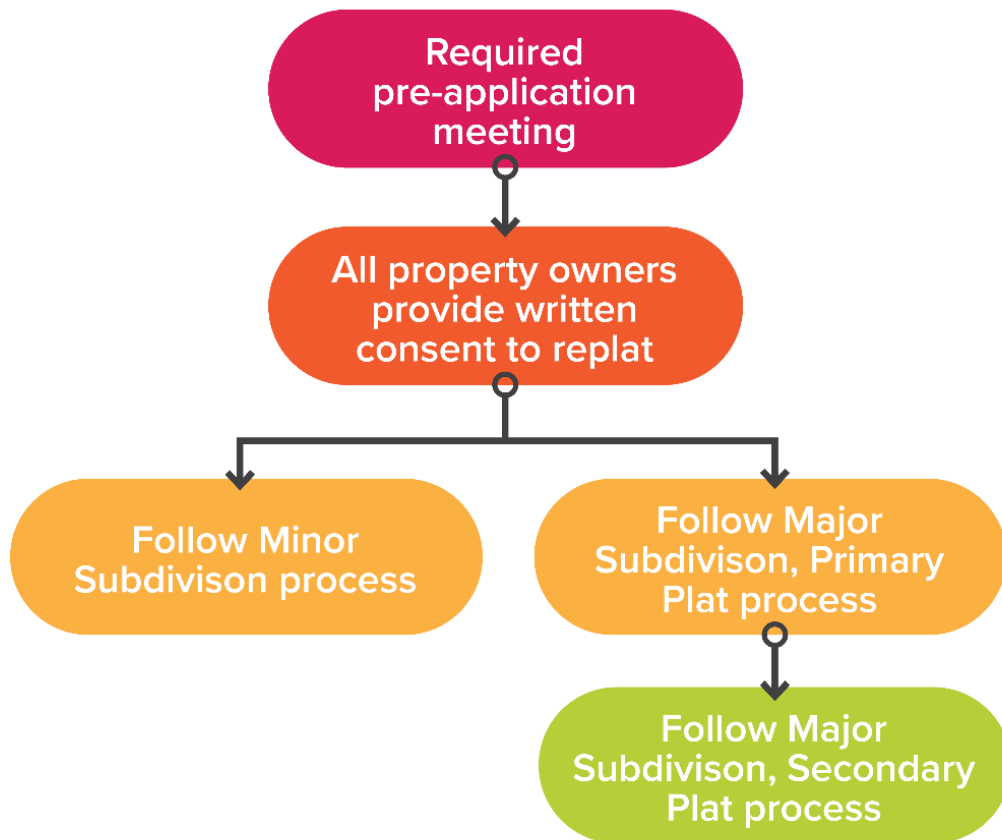 Required
pre-application
meeting
All property owners
provide written
consent to replat
Follow Minor
Subdivison process
Follow Major
Subdivison, Primary
Plat process
Follow Major
Subdivison, Secondary
Plat process